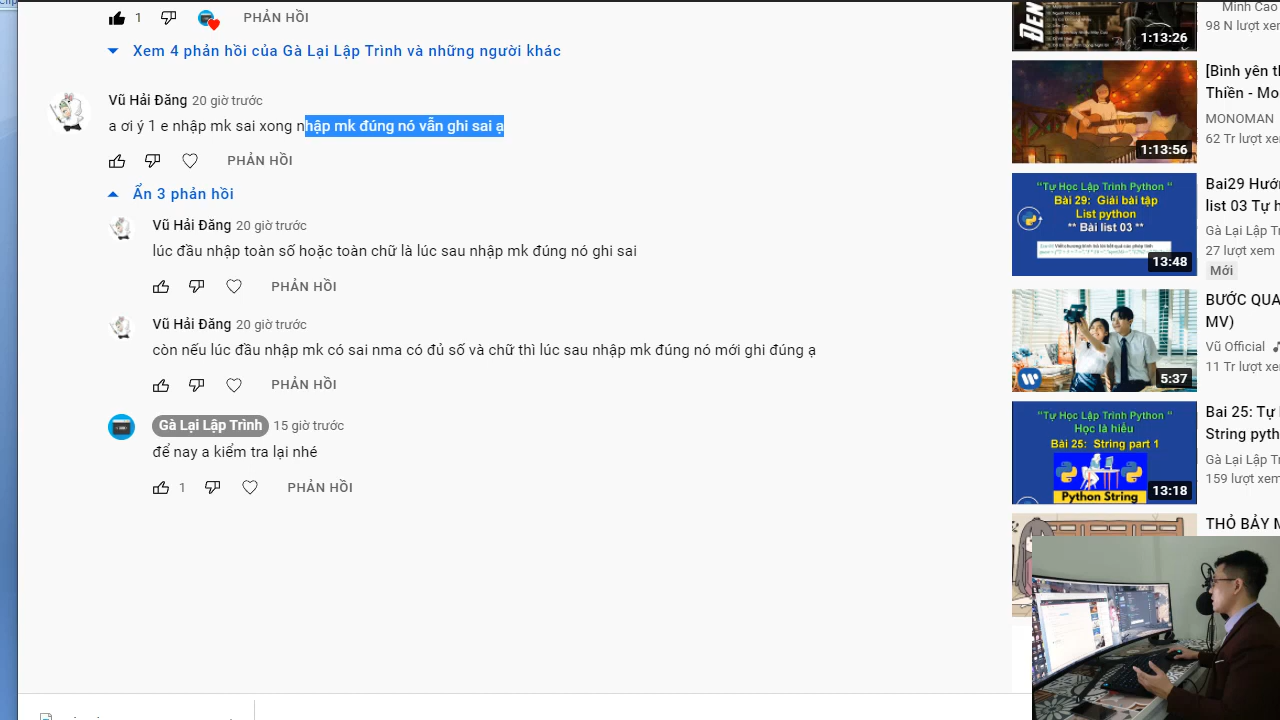 1 PHẢN HỒI
Xem 4 phản hồi của Gà Lại Lập Trình và những người khác
Vũ Hải Đăng 20 giờ trước
a ơi ý 1 e nhập mk sai xong nhập mk đúng nó vẫn ghi sai ạ
PHẢN HỒI
Ẩn 3 phản hồi
Vũ Hải Đăng 20 giờ trước
lúc đầu nhập toàn số hoặc toàn chữ là lúc sau nhập mk đúng nó ghi sai
PHẢN HỒI
Vũ Hải Đăng 20 giờ trước
còn nếu lúc đầu nhập mk có sai nma có đủ số và chữ thì lúc sau nhập mk đúng nó mới ghi đúng ạ
PHẢN HỒI
Gà Lại Lập Trình 15 giờ trước
để nay a kiểm tra lại nhé
1 PHẢN HỒI
ĐEN
1:13:26
Minh Cao
98 N lượt xem
1:13:56
[Bình yên
Thiền - Mo
MONOMAN
62 Tr lượt xe
"Tự Học Lập Trình Python "
Bài 29: Giải bài tập
List python
** Bài list 03 **
13:48
Bai29 Hướ
list 03 Tự h
Gà Lại Lập Tr
27 lượt xem
Mới
5:37
BƯỚC QUA
MV)
Vũ Official
11 Tr lượt xe
"Tự Học Lập Trình Python "
Học là hiểu
Bài 25: String part 1
Python String
13:18
Bai 25: Tự
String pyth
Gà Lại Lập Tr
159 lượt xem
THỎ BẢY M